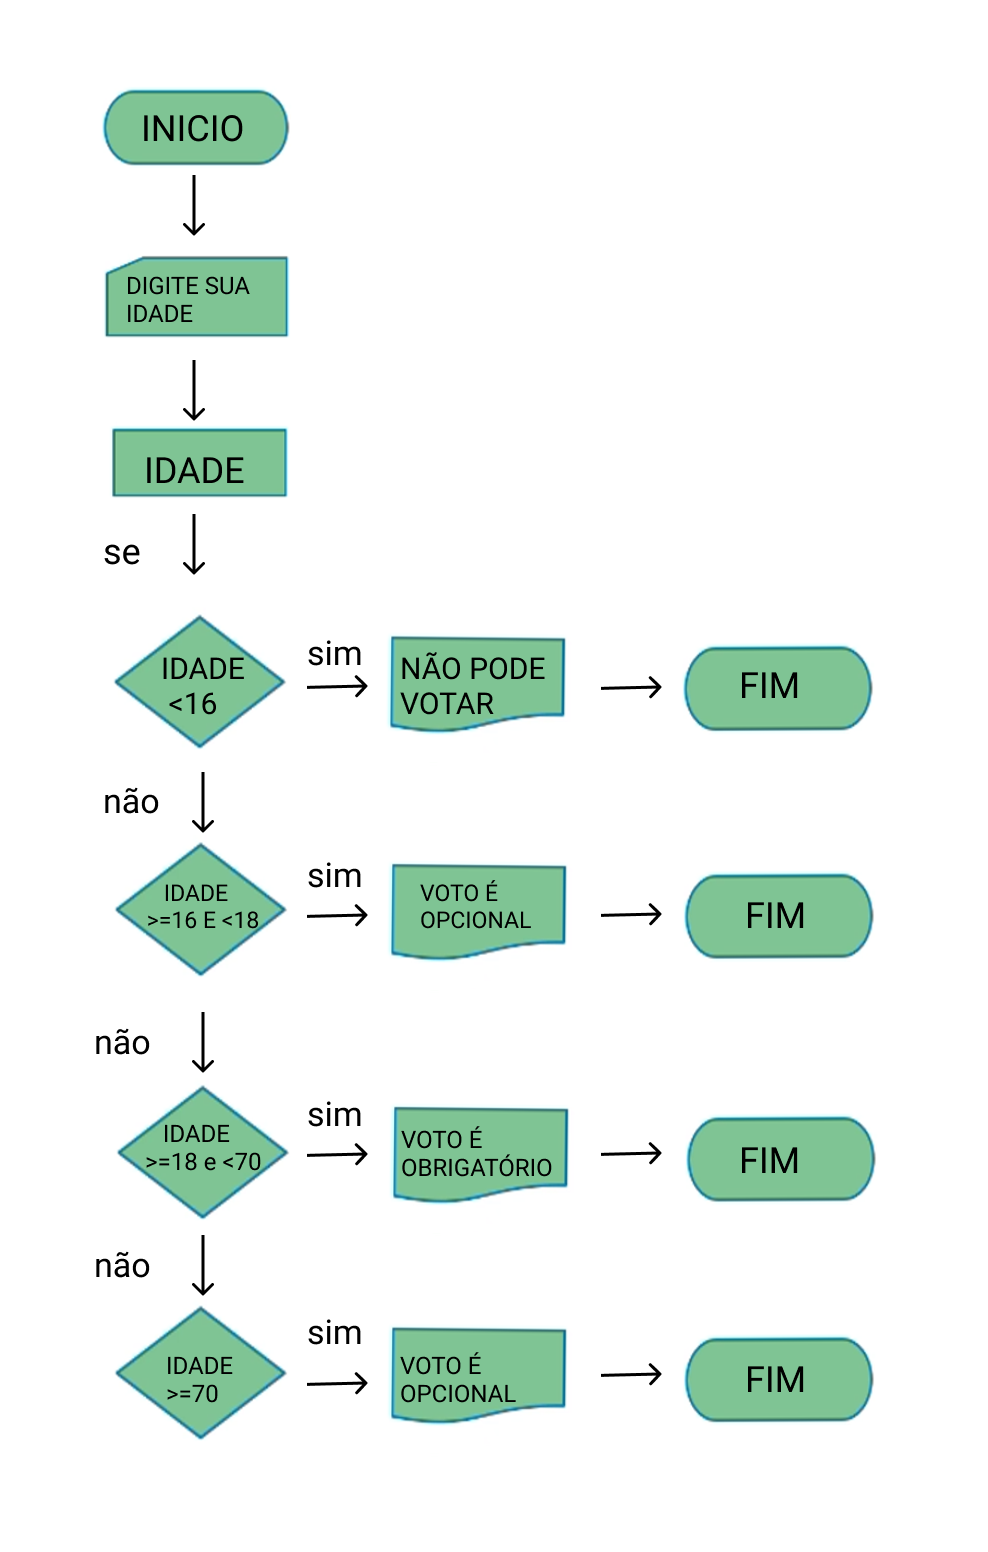 INICIO
DIGITE SUA
IDADE
IDADE
se
IDADE
<16
sim
NÃO PODE
VOTAR
FIM
não
IDADE
>=16 E <18
sim
VOTO É
OPCIONAL
FIM
não
IDADE
>=18 e <70
sim
VOTO É
OBRIGATÓRIO
FIM
não
IDADE
>=70
sim
VOTO É
OPCIONAL
FIM